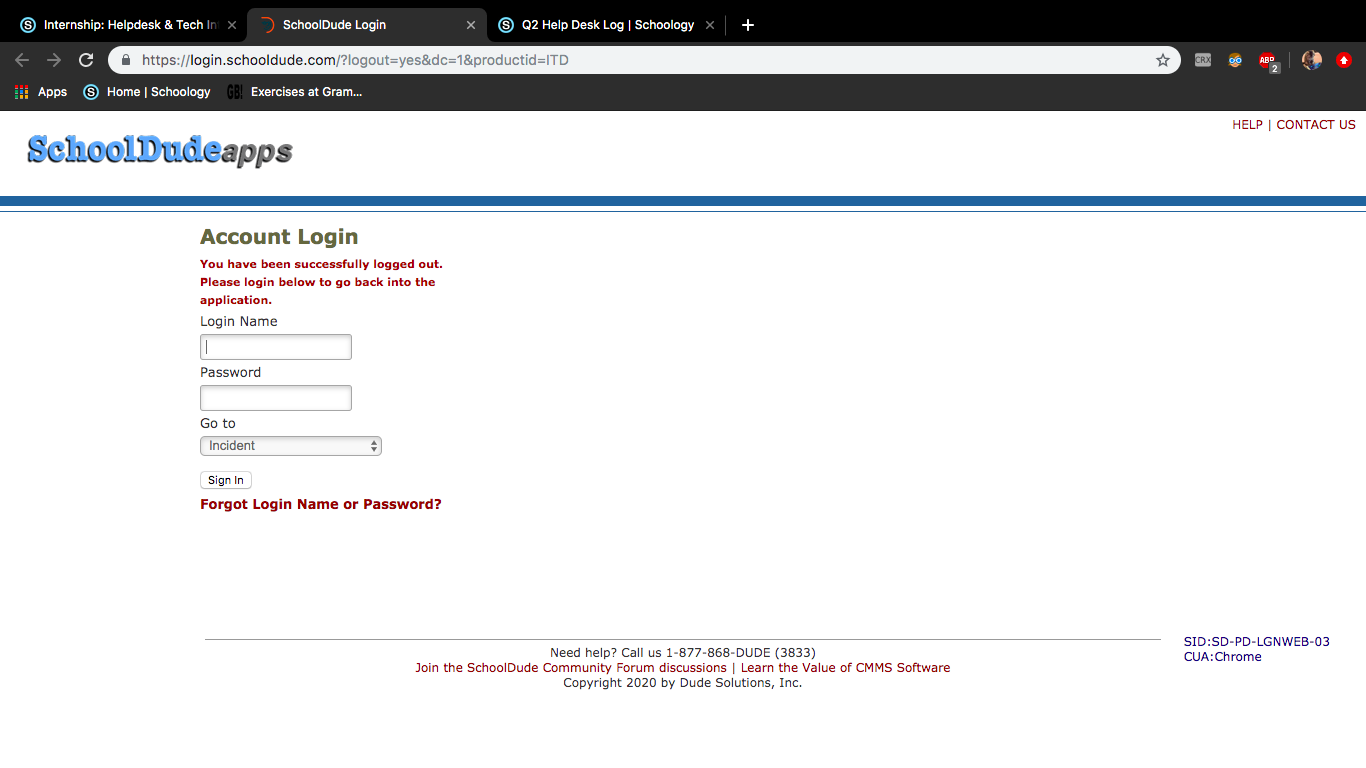 Internship: Helpdesk & Tech In
SchoolDude Login
Q2 Help Desk Log | Schoology
https://login.schooldude.com/?logout=yes&dc=1&productid=ITD
CRX
ABP
2
Apps
Home | Schoology
GB!
Exercises at Gram...
HELP | CONTACT US
SchoolDudeapps
Account Login
You have been successfully logged out.
Please login below to go back into the
application.
Login Name
Password
Go to
Incident
Sign In
Forgot Login Name or Password?
SID:SD-PD-LGNWEB-03
CUA:Chrome
Need help? Call us 1-877-868-DUDE (3833)
Join the SchoolDude Community Forum discussions | Learn the Value of CMMS Software
Copyright 2020 by Dude Solutions, Inc.